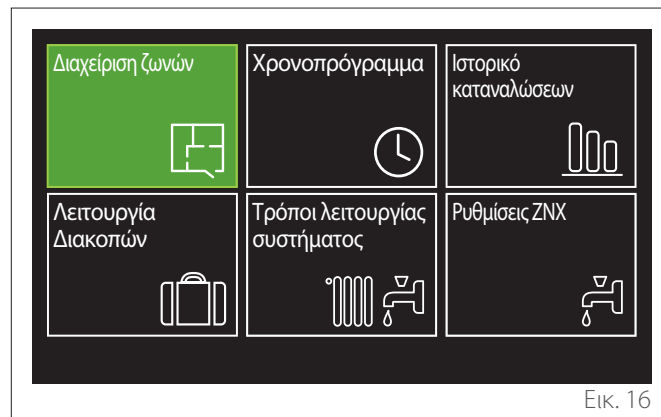 Διαχείριση ζωνών
Χρονοπρόγραμμα
Ιστορικό
καταναλώσεων
Λειτουργία
Διακοπών
Τρόποι λειτουργίας
συστήματος
Ρυθμίσεις ΖΝΧ
Εικ. 16